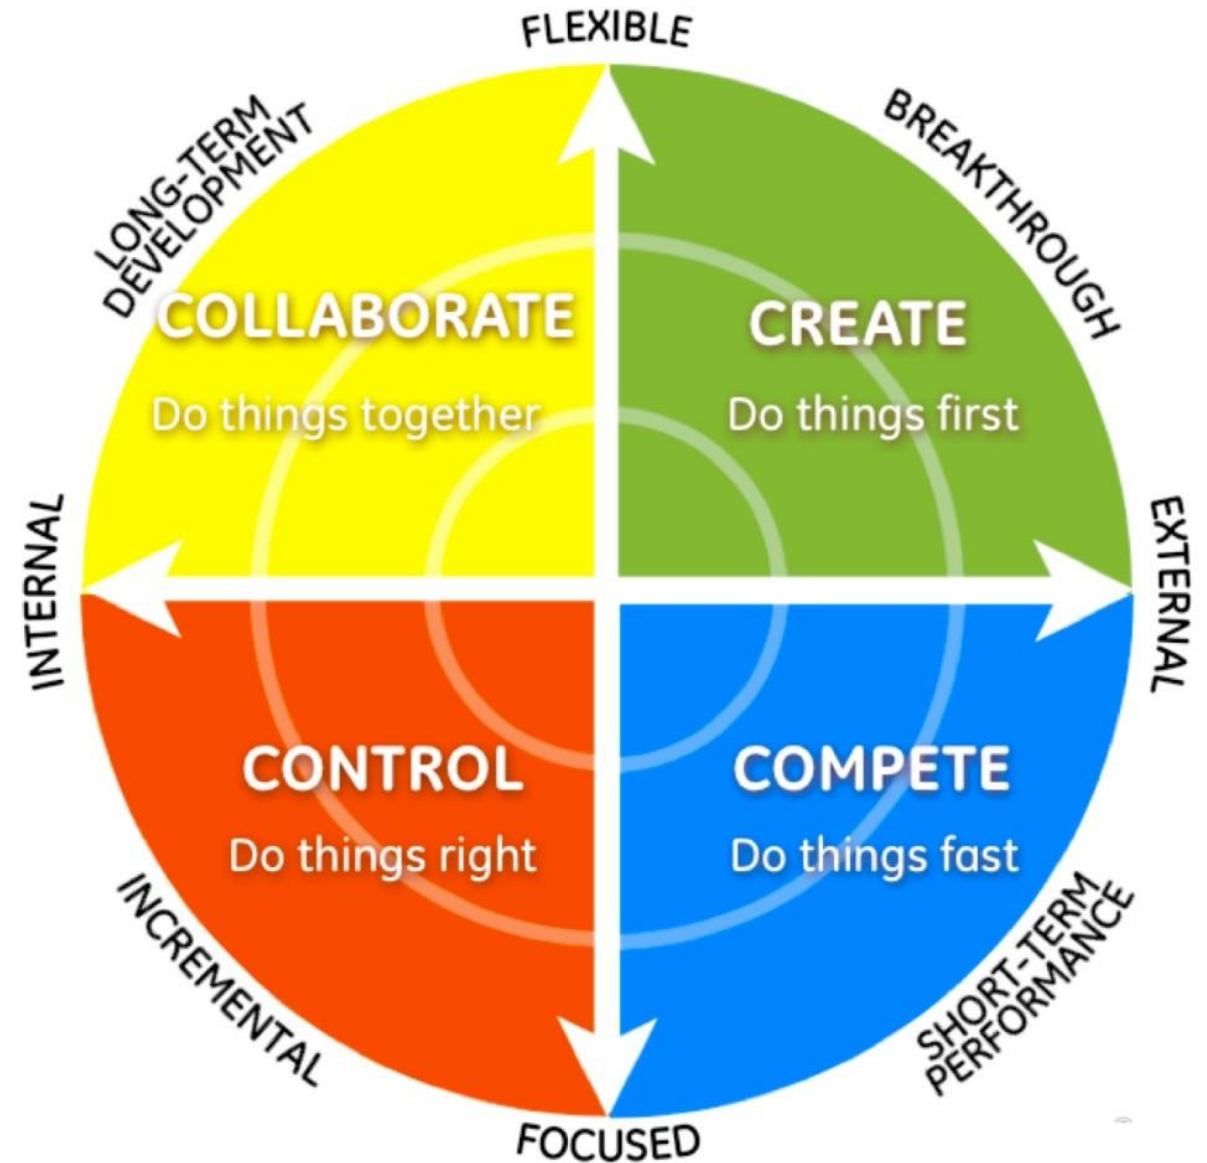 FLEXIBLE
LONG-TERM
DEVELOPMENT
BREAKTHROUGH
COLLABORATE
Do things together
CREATE
Do things first
INTERNAL
EXTERNAL
CONTROL
Do things right
COMPETE
Do things fast
INCREMENTAL
SHORT-TERM
PERFORMANCE
FOCUSED